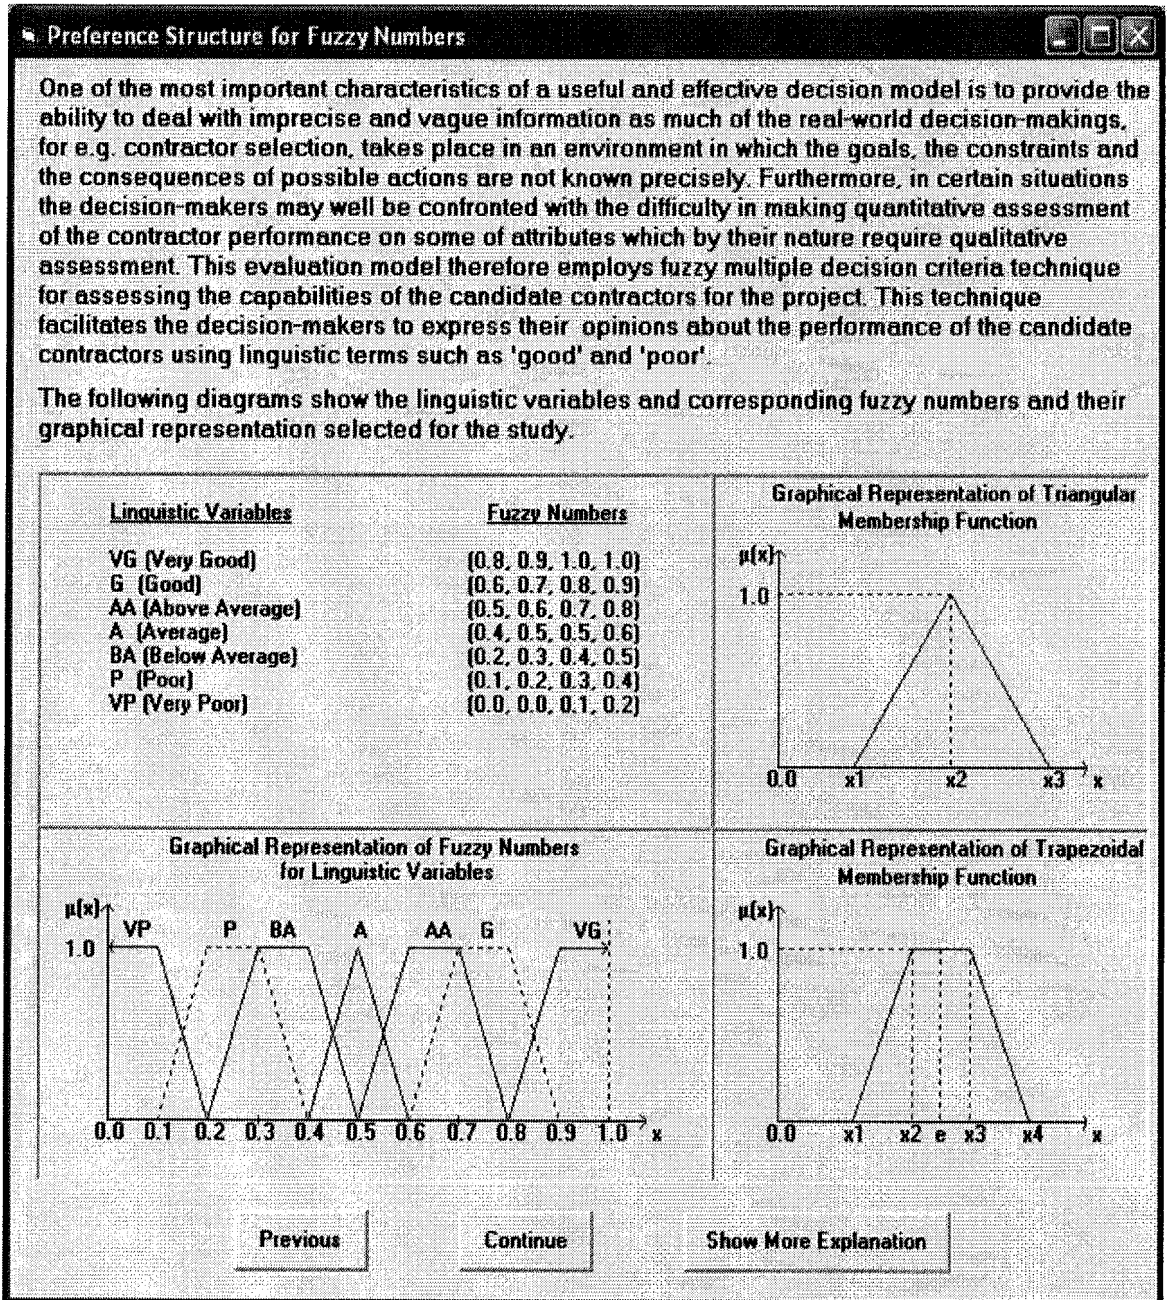 Preference Structure for Fuzzy Numbers
One of the most important characteristics of a useful and effective decision model is to provide the
ability to deal with imprecise and vague information as much of the real-world decision-makings,
for e.g. contractor selection, takes place in an environment in which the goals, the constraints and
the consequences of possible actions are not known precisely. Furthermore, in certain situations
the decision-makers may well be confronted with the difficulty in making quantitative assessment
of the contractor performance on some of attributes which by their nature require qualitative
assessment. This evaluation model therefore employs fuzzy multiple decision criteria technique
for assessing the capabilities of the candidate contractors for the project. This technique
facilitates the decision-makers to express their opinions about the performance of the candidate
contractors using linguistic terms such as 'good' and 'poor'.
The following diagrams show the linguistic variables and corresponding fuzzy numbers and their
graphical representation selected for the study.
Linguistic Variables Fuzzy Numbers
VG (Very Good) (0.8, 0.9, 1.0, 1.0)
G (Good) (0.6, 0.7, 0.8, 0.9)
AA (Above Average) (0.5, 0.6, 0.7, 0.8)
A (Average) (0.4, 0.5, 0.5, 0.6)
BA (Below Average) (0.2, 0.3, 0.4, 0.5)
P (Poor) (0.1, 0.2, 0.3, 0.4)
VP (Very Poor) (0.0, 0.0, 0.1, 0.2)
Graphical Representation of Triangular
Membership Function
μ(x)
1.0
0.0 x1 x2 x3 x
Graphical Representation of Fuzzy Numbers
for Linguistic Variables
μ(x)
VP P BA A AA G VG
1.0
0.0 0.1 0.2 0.3 0.4 0.5 0.6 0.7 0.8 0.9 1.0 x
Graphical Representation of Trapezoidal
Membership Function
μ(x)
1.0
0.0 x1 x2 e x3 x4 x
Previous Continue Show More Explanation